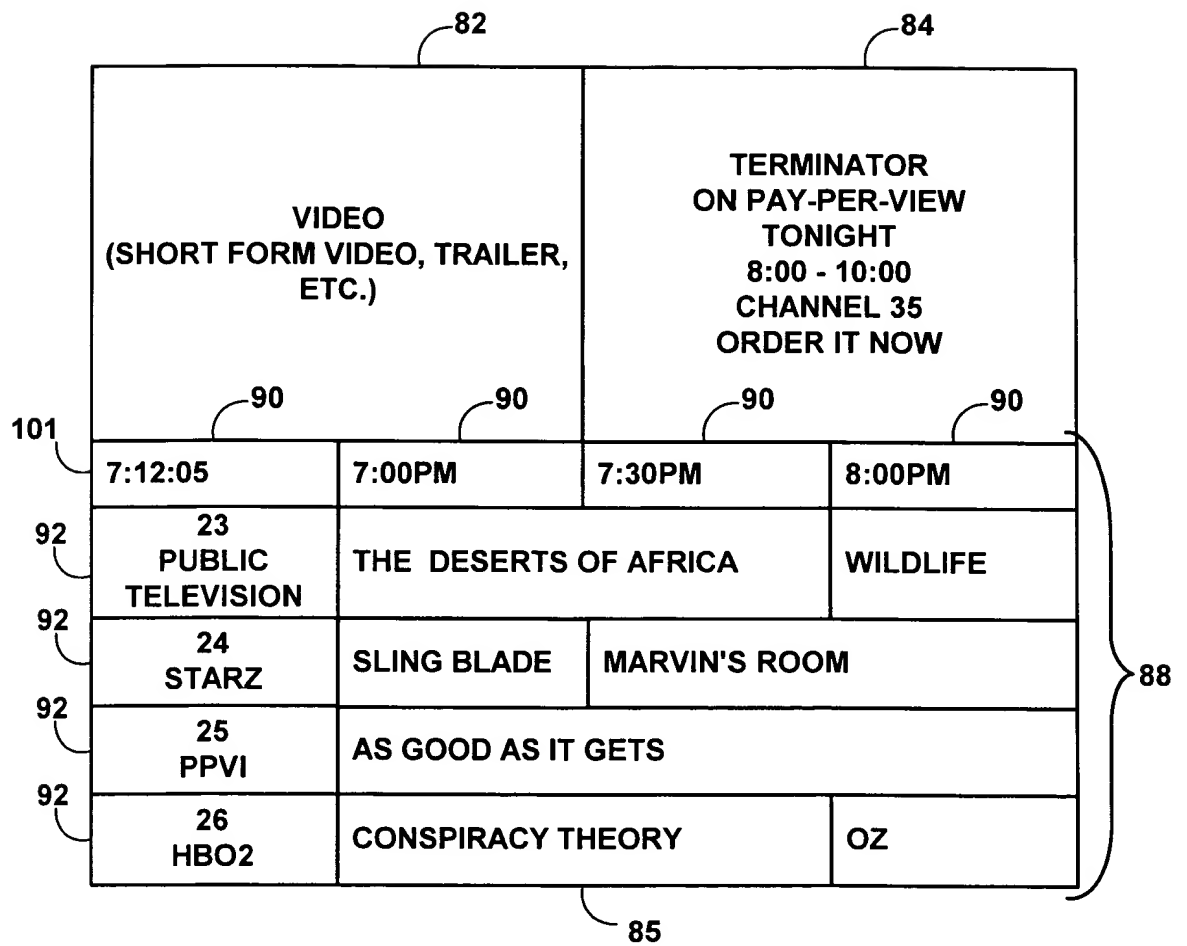 82
84
VIDEO
(SHORT FORM VIDEO, TRAILER,
ETC.)
TERMINATOR
ON PAY-PER-VIEW
TONIGHT
8:00 - 10:00
CHANNEL 35
ORDER IT NOW
90
90
90
90
101
7:12:05
7:00PM
7:30PM
8:00PM
92
23
PUBLIC
TELEVISION
THE DESERTS OF AFRICA
WILDLIFE
92
24
STARZ
SLING BLADE
MARVIN'S ROOM
88
92
25
PPVI
AS GOOD AS IT GETS
92
26
HBO2
CONSPIRACY THEORY
OZ
85